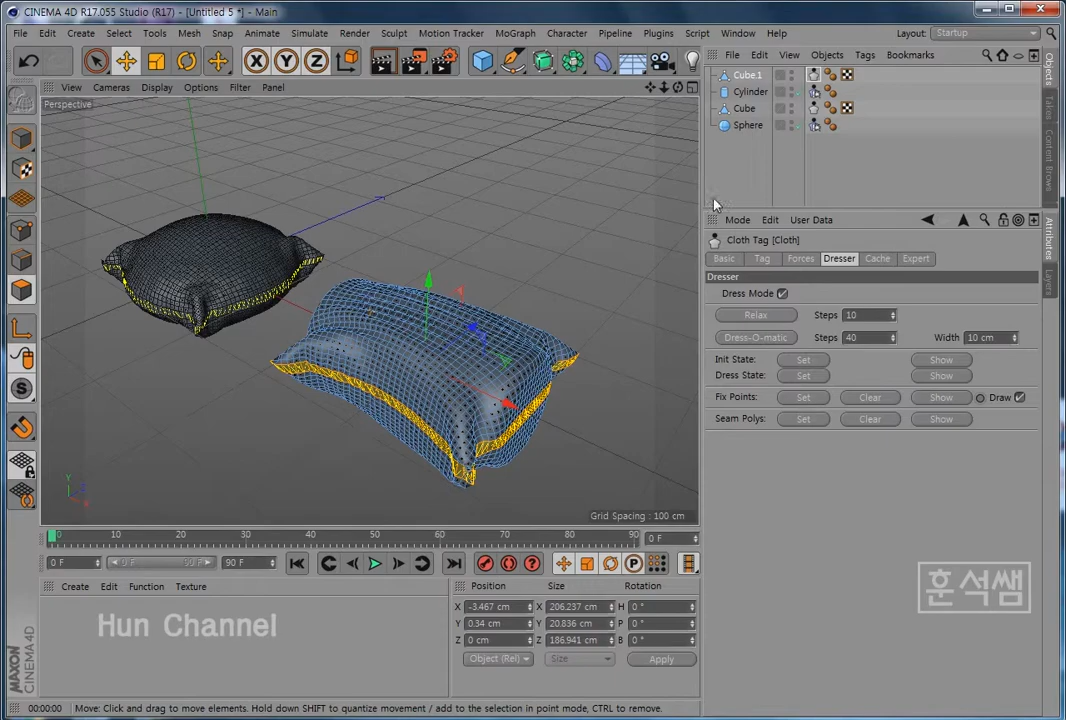 CINEMA 4D R17.055 Studio (R17) - [Untitled 5 *] - Main
File Edit Create Select Tools Mesh Snap Animate Simulate Render Sculpt Motion Tracker MoGraph Character Pipeline Plugins Script Window Help Layout: Startup
X Y Z
File Edit View Objects Tags Bookmarks
View Cameras Display Options Filter Panel
Perspective
Cube.1
Cylinder
Cube
Sphere
Objects
Takes
Content Brows
Mode Edit User Data
Cloth Tag [Cloth]
Basic Tag Forces Dresser Cache Expert
Attributes
Layers
Dresser
Dress Mode
Relax Steps 10
Dress-O-matic Steps 40 Width 10 cm
Init State: Set Show
Dress State: Set Show
Fix Points: Set Clear Show Draw
Seam Polys: Set Clear Show
Grid Spacing : 100 cm
0 10 20 30 40 50 60 70 80 90 0 F
0 F 0 F 90 F 90 F
Create Edit Function Texture
Position Size Rotation
X -3.467 cm X 206.237 cm H 0 °
Y 0.34 cm Y 20.836 cm P 0 °
Z 0 cm Z 186.941 cm B 0 °
Object (Rel) Size Apply
Hun Channel
훈석쌤
MAXON
CINEMA 4D
00:00:00 Move: Click and drag to move elements. Hold down SHIFT to quantize movement / add to the selection in point mode, CTRL to remove.